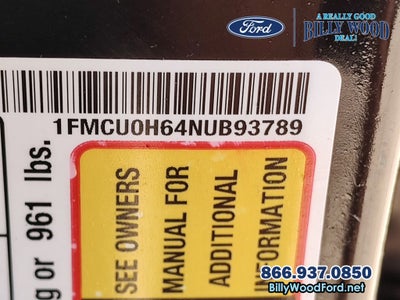 Ford
A REALLY GOOD
BILLY WOOD
DEAL!
1FMCU0H64NUB93789
g or 961 lbs.
SEE OWNERS
MANUAL FOR
ADDITIONAL
INFORMATION
866.937.0850
BillyWoodFord.net